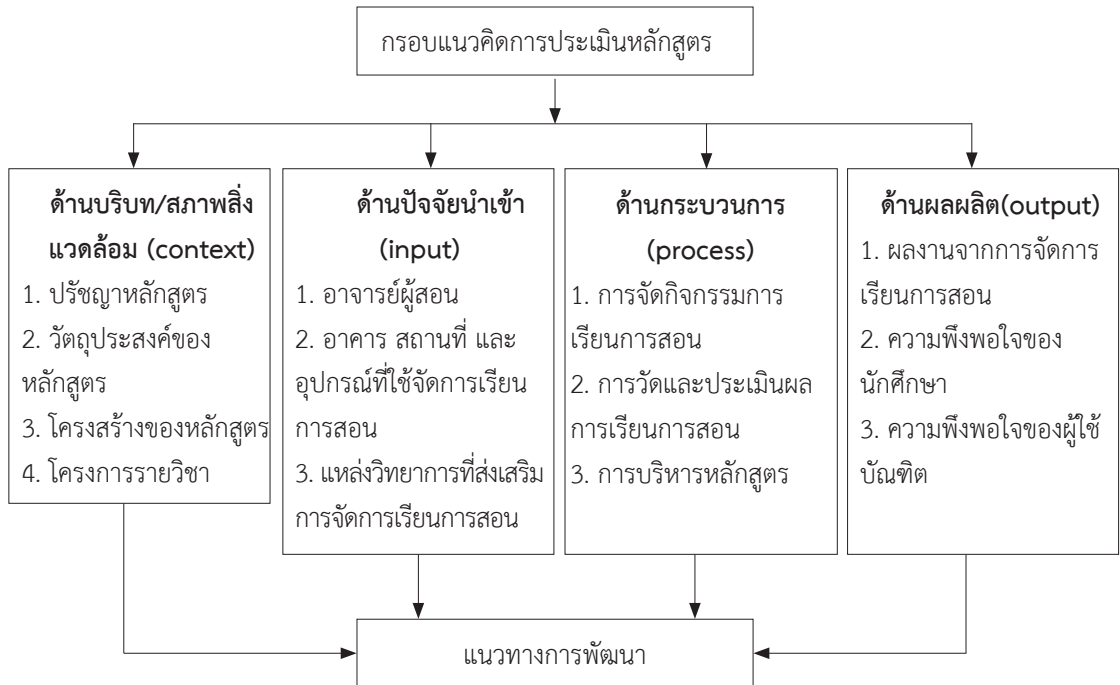 กรอบแนวคิดการประเมินหลักสูตร
ด้านบริบท/สภาพสิ่ง
แวดล้อม (context)
1. ปรัชญาหลักสูตร
2. วัตถุประสงค์ของ
หลักสูตร
3. โครงสร้างของหลักสูตร
4. โครงการรายวิชา
ด้านปัจจัยนำเข้า
(input)
1. อาจารย์ผู้สอน
2. อาคาร สถานที่ และ
อุปกรณ์ที่ใช้จัดการเรียน
การสอน
3. แหล่งวิทยาการที่ส่งเสริม
การจัดการเรียนการสอน
ด้านกระบวนการ
(process)
1. การจัดกิจกรรมการ
เรียนการสอน
2. การวัดและประเมินผล
การเรียนการสอน
3. การบริหารหลักสูตร
ด้านผลผลิต(output)
1. ผลงานจากการจัดการ
เรียนการสอน
2. ความพึงพอใจของ
นักศึกษา
3. ความพึงพอใจของผู้ใช้
บัณฑิต
แนวทางการพัฒนา